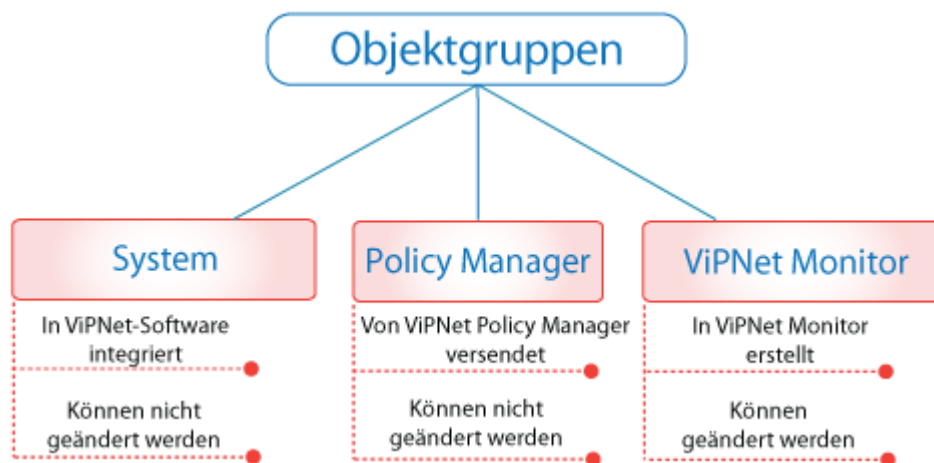 Objektgruppen
System
In ViPNet-Software
integriert
Können nicht
geändert werden
Policy Manager
Von ViPNet Policy Manager
versendet
Können nicht
geändert werden
ViPNet Monitor
In ViPNet Monitor
erstellt
Können
geändert werden